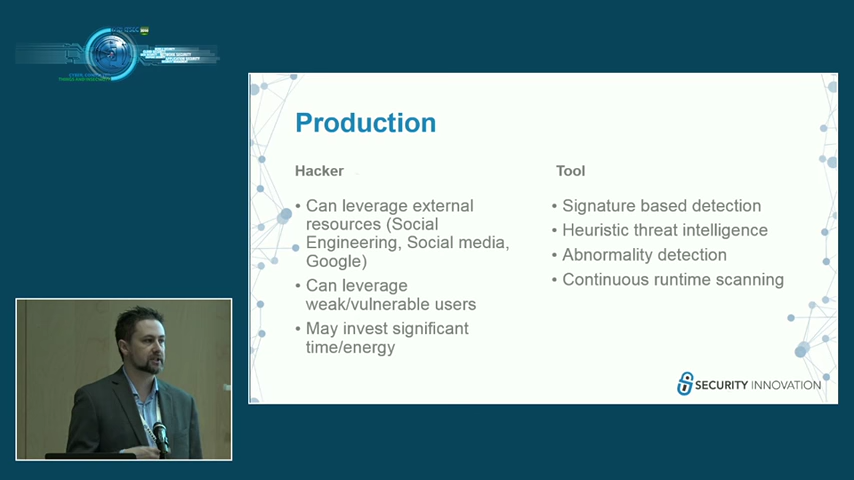 Production
Hacker
Tool
• Can leverage external
resources (Social
Engineering, Social media,
Google)
• Can leverage
weak/vulnerable users
• May invest significant
time/energy
• Signature based detection
• Heuristic threat intelligence
• Abnormality detection
• Continuous runtime scanning
SECURITY INNOVATION